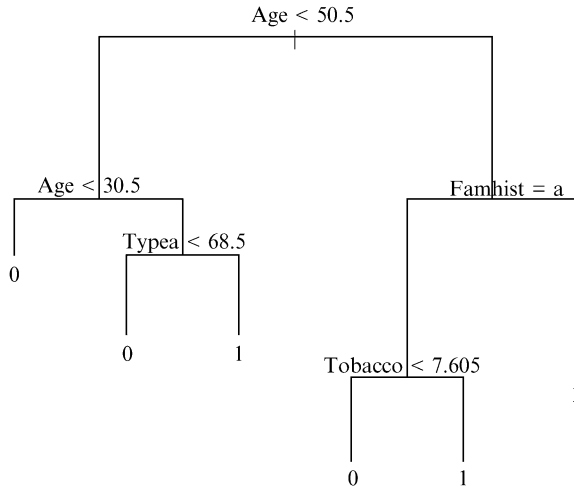 Age < 50.5
Age < 30.5
Famhist = a
Typea < 68.5
0
0
1
Tobacco < 7.605
0
1